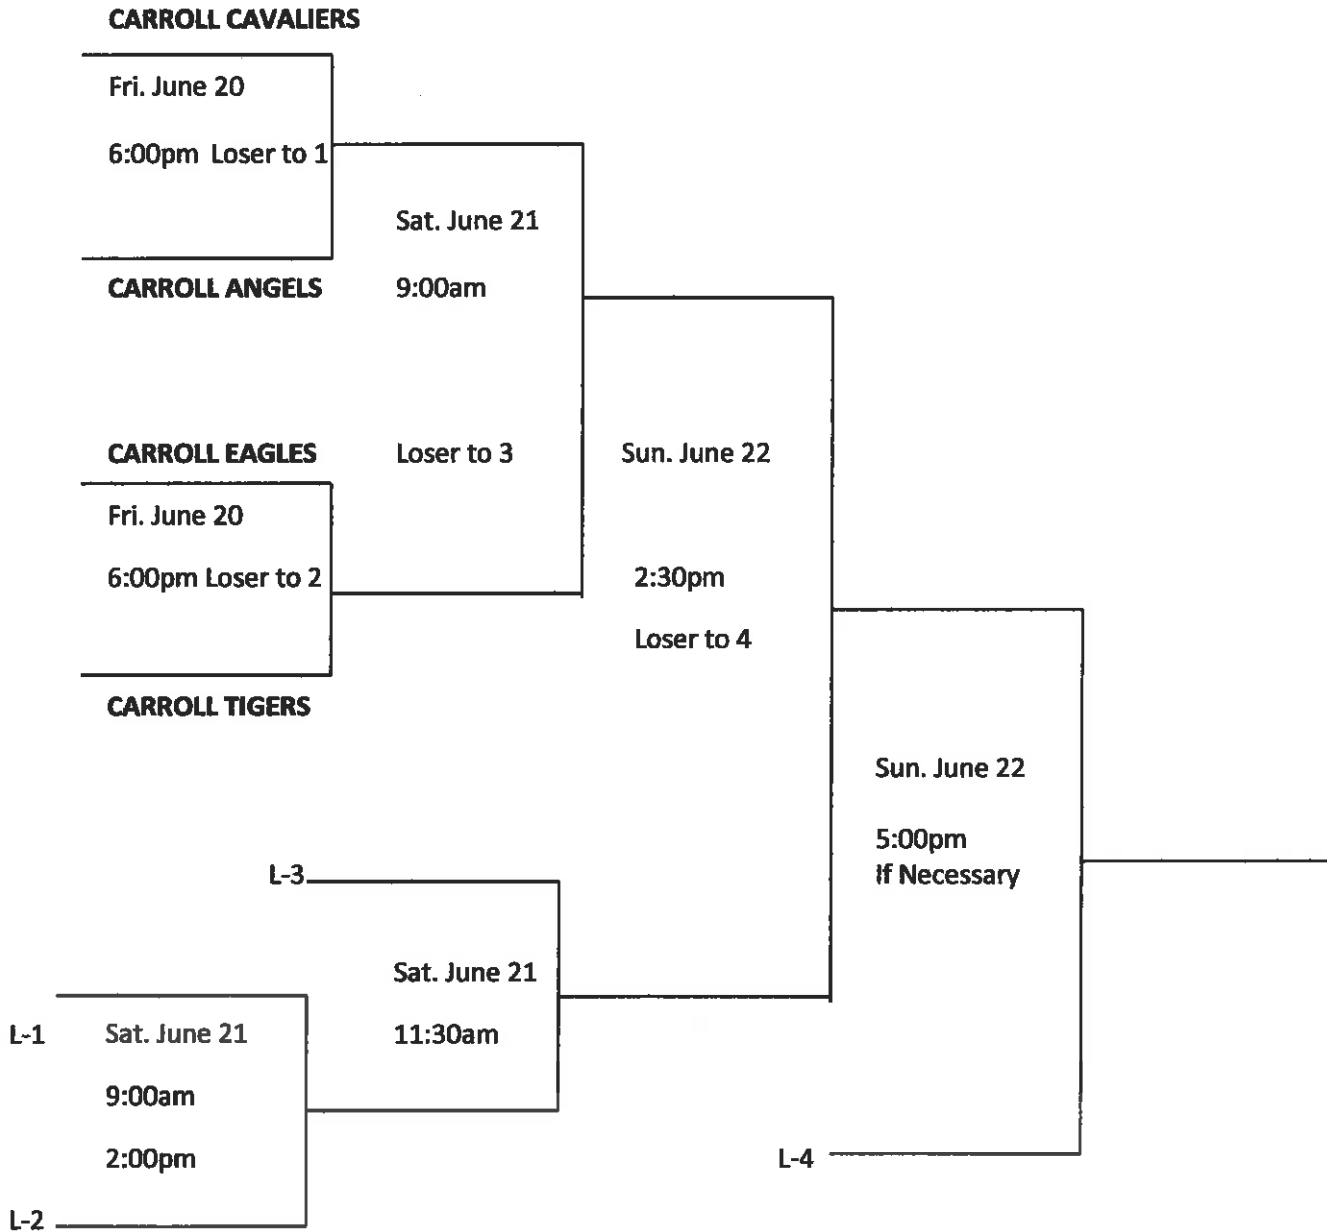 CARROLL CAVALIERS
Fri. June 20
6:00pm Loser to 1
Sat. June 21
CARROLL ANGELS
9:00am
CARROLL EAGLES
Loser to 3
Sun. June 22
Fri. June 20
6:00pm Loser to 2
2:30pm
Loser to 4
CARROLL TIGERS
Sun. June 22
5:00pm
If Necessary
L-3
Sat. June 21
11:30am
L-1
Sat. June 21
9:00am
2:00pm
L-4
L-2